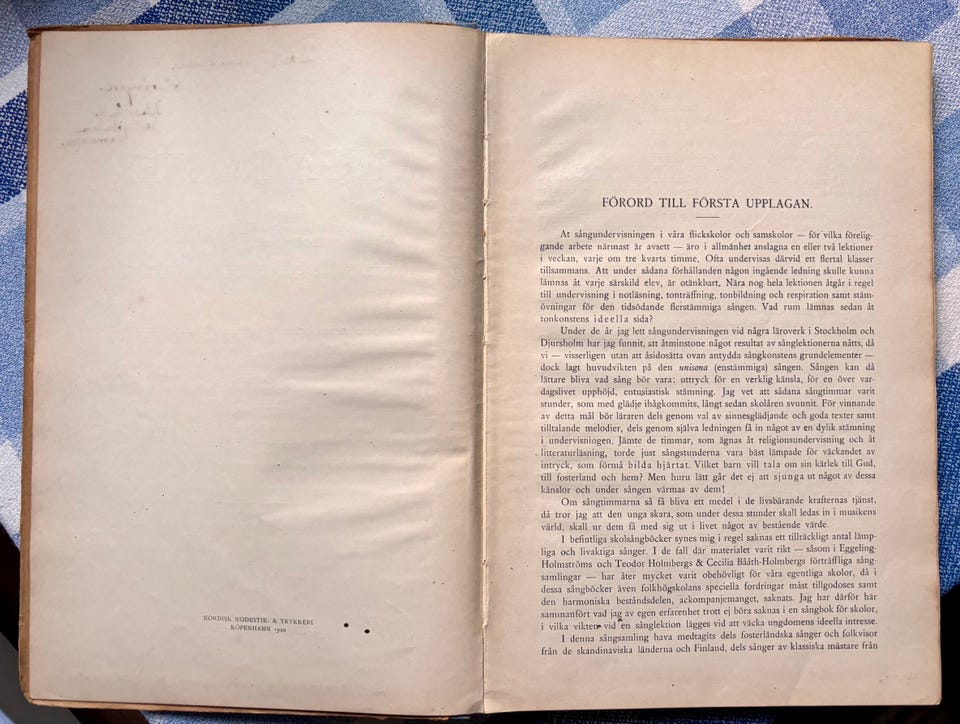 NORDISK NODESTIK- & TRYKKERI
KÖPENHAMN 1920
FÖRORD TILL FÖRSTA UPPLAGAN.
At sångundervisningen i våra flickskolor och samskolor — för vilka förelig-
gande arbete närmast är avsett — äro i allmänhet anslagna en eller två lektioner
i veckan, varje om tre kvarts timme. Ofta undervisas därvid ett flertal klasser
tillsammans. Att under sådana förhållanden någon ingående ledning skulle kunna
lämnas åt varje särskild elev, är otänkbart. Nära nog hela lektionen åtgår i regel
till undervisning i notläsning, tonträffning, tonbildning och respiration samt stäm-
övningar för den tidsödande flerstämmiga sången. Vad rum lämnas sedan åt
tonkonstens ideella sida?
Under de år jag lett sångundervisningen vid några läroverk i Stockholm och
Djursholm har jag funnit, att åtminstone något resultat av sånglektionerna nåtts, då
vi — visserligen utan att åsidosätta ovan antydda sångkonstens grundelementer —
dock lagt huvudvikten på den unisona (enstämmiga) sången. Sången kan då
lättare bliva vad sång bör vara: uttryck för en verklig känsla, för en över var-
dagslivet upphöjd, entusiastisk stämning. Jag vet att sådana sångtimmar varit
stunder, som med glädje ihågkommits, långt sedan skolåren svunnit. För vinnande
av detta mål bör läraren dels genom val av sinnesglädjande och goda texter samt
tilltalande melodier, dels genom själva ledningen få in något av en dylik stämning
i undervisningen. Jämte de timmar, som ägnas åt religionsundervisning och åt
litteraturläsning, torde just sångstunderna vara bäst lämpade för väckandet av
intryck, som förmå bilda hjärtat. Vilket barn vill tala om sin kärlek till Gud,
till fosterland och hem? Men huru lätt går det ej att sjunga ut något av dessa
känslor och under sången värmas av dem!
Om sångtimmarna så få bliva ett medel i de livsbärande krafternas tjänst,
då tror jag att den unga skara, som under dessa stunder skall ledas in i musikens
värld, skall ur dem få med sig ut i livet något av bestående värde.
I befintliga skolsångböcker synes mig i regel saknas ett tillräckligt antal lämp-
liga och livaktiga sånger. I de fall där materialet varit rikt — såsom i Eggeling-
Holmströms och Teodor Holmbergs & Cecilia Bååth-Holmbergs förträffliga sång-
samlingar — har åter mycket varit obehövligt för våra egentliga skolor, då i
dessa sångböcker även folkhögskolans speciella fordringar måst tillgodoses samt
den harmoniska beståndsdelen, ackompanjemanget, saknats. Jag har därför här
sammanfört vad jag av egen erfarenhet trott ej böra saknas i en sångbok för skolor,
i vilka vikten vid en sånglektion lägges vid att väcka ungdomens ideella intresse.
I denna sångsamling hava medtagits dels fosterländska sånger och folkvisor
från de skandinaviska länderna och Finland, dels sånger av klassiska mästare från